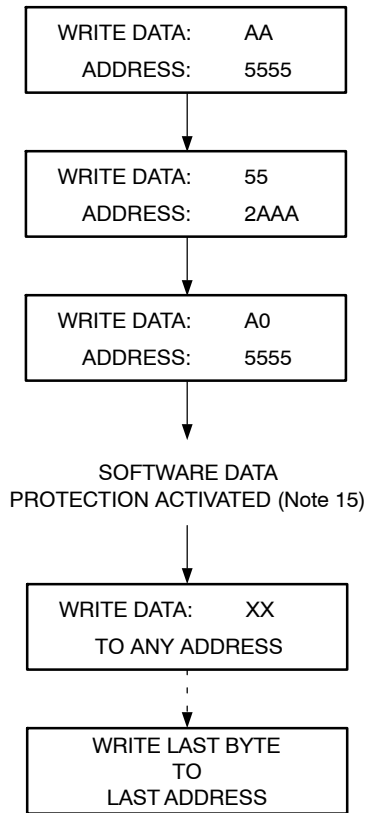 WRITE DATA: AA
ADDRESS: 5555
WRITE DATA: 55
ADDRESS: 2AAA
WRITE DATA: A0
ADDRESS: 5555
SOFTWARE DATA
PROTECTION ACTIVATED (Note 15)
WRITE DATA: XX
TO ANY ADDRESS
WRITE LAST BYTE
TO
LAST ADDRESS